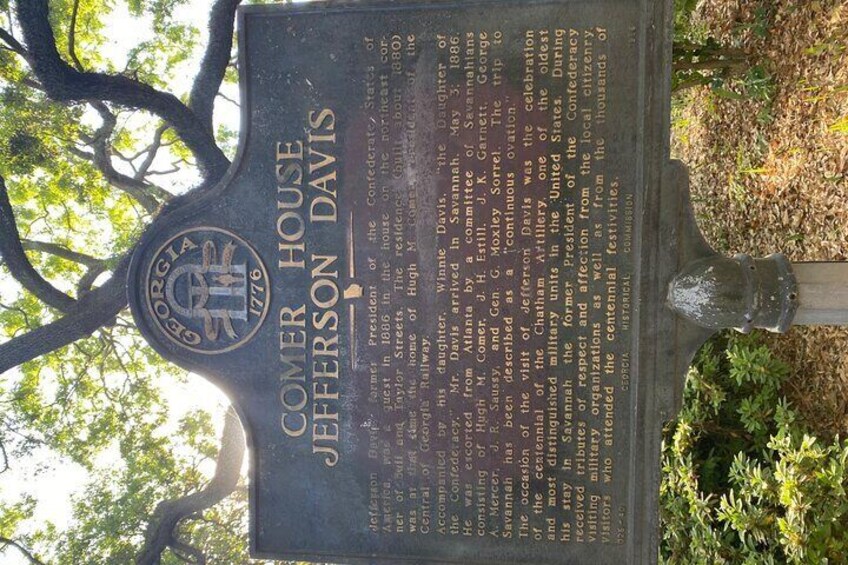 GEORGIA
1776
COMER HOUSE
JEFFERSON DAVIS
Jefferson Davis, former President of the Confederate States of
America, was a guest in 1886 in the house on the northeast cor-
ner of Bull and Taylor Streets. The residence (built about 1880)
was at that time the home of Hugh M. Comer, President of the
Central of Georgia Railway.
Accompanied by his daughter, Winnie Davis, "the Daughter of
the Confederacy," Mr. Davis arrived in Savannah, May 3, 1886.
He was escorted from Atlanta by a committee of Savannahians
consisting of Hugh M. Comer, J. H. Estill, J. K. Garnett, George
A. Mercer, J. R. Saussy, and Gen. G. Moxley Sorrel. The trip to
Savannah has been described as a "continuous ovation."
The occasion of the visit of Jefferson Davis was the celebration
of the centennial of the Chatham Artillery, one of the oldest
and most distinguished military units in the United States. During
his stay in Savannah the former President of the Confederacy
received tributes of respect and affection from the local citizenry,
visiting military organizations as well as from the thousands of
visitors who attended the centennial festivities.
GEORGIA HISTORICAL COMMISSION